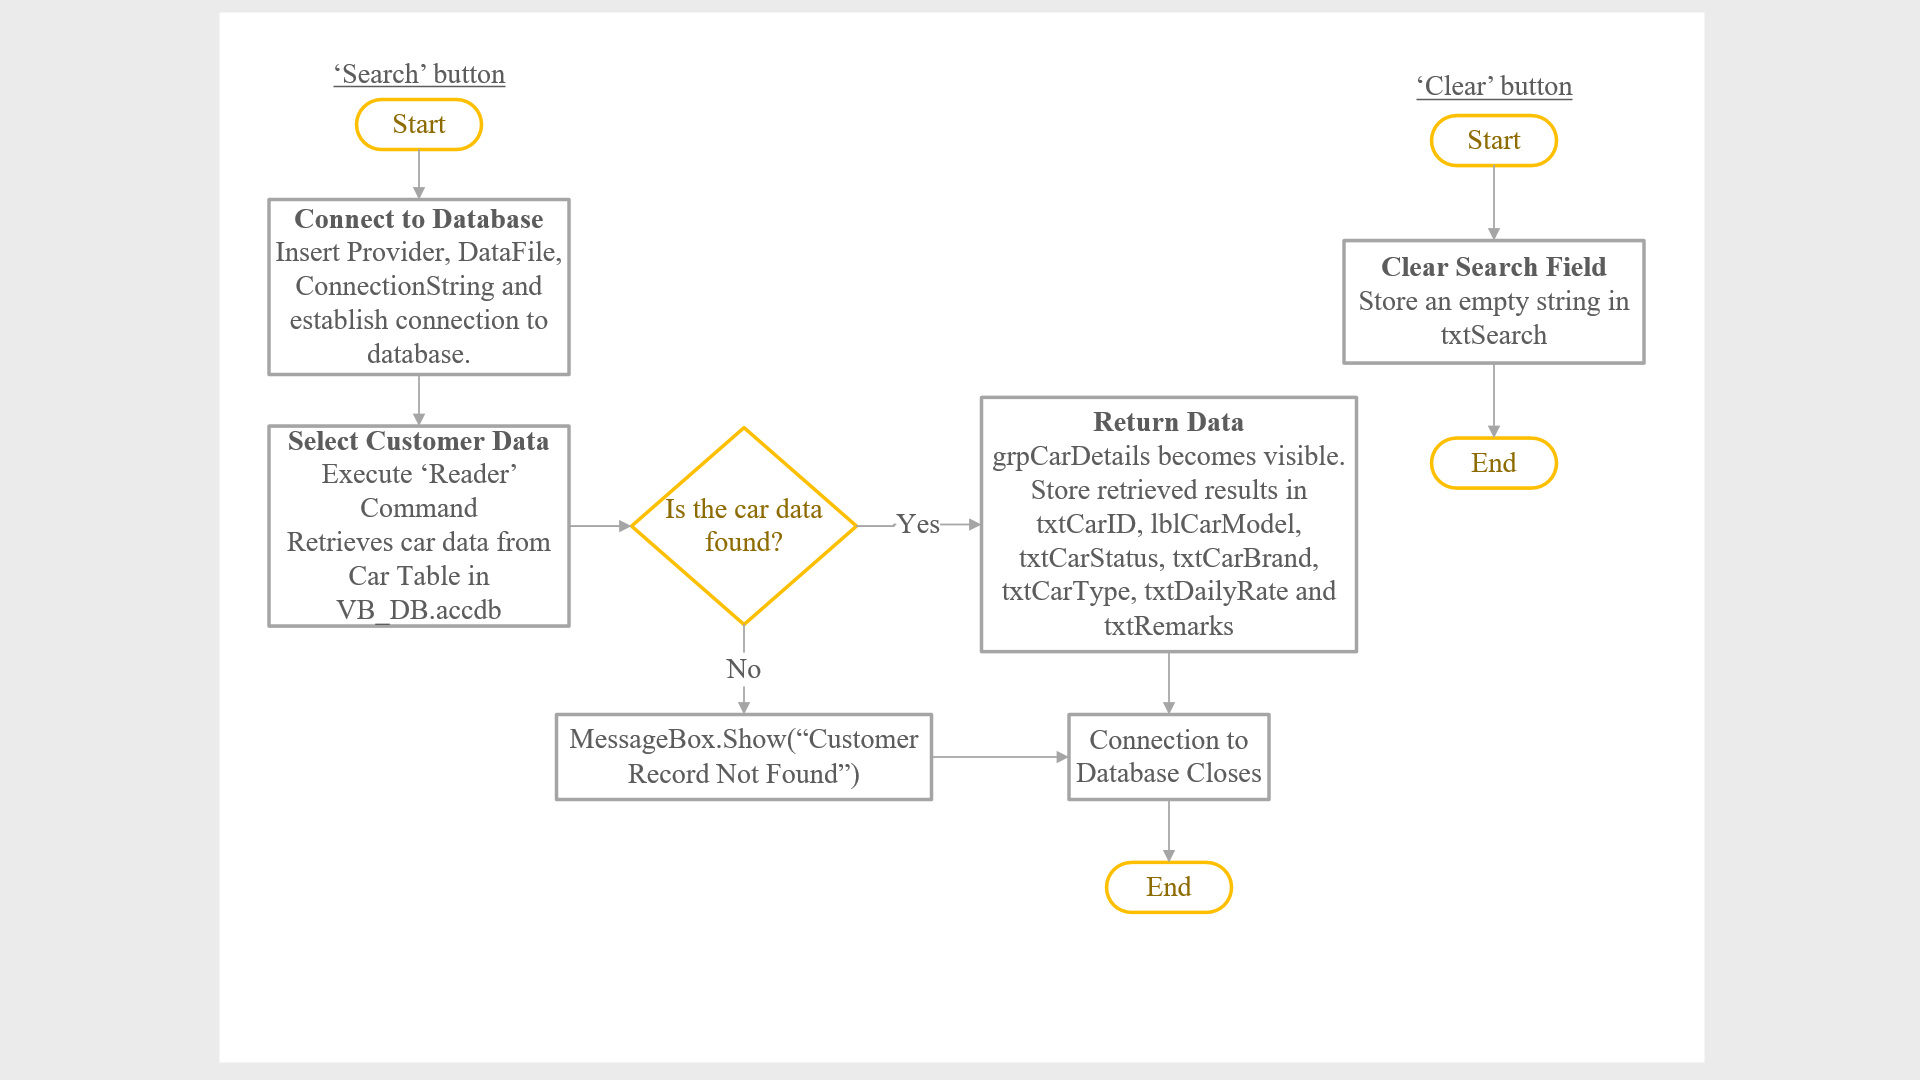 ‘Search’ button
Start
Connect to Database
Insert Provider, DataFile,
ConnectionString and
establish connection to
database.
Select Customer Data
Execute ‘Reader’
Command
Retrieves car data from
Car Table in
VB_DB.accdb
Is the car data
found?
Yes
No
Return Data
grpCarDetails becomes visible.
Store retrieved results in
txtCarID, lblCarModel,
txtCarStatus, txtCarBrand,
txtCarType, txtDailyRate and
txtRemarks
MessageBox.Show(“Customer
Record Not Found”)
Connection to
Database Closes
End
‘Clear’ button
Start
Clear Search Field
Store an empty string in
txtSearch
End